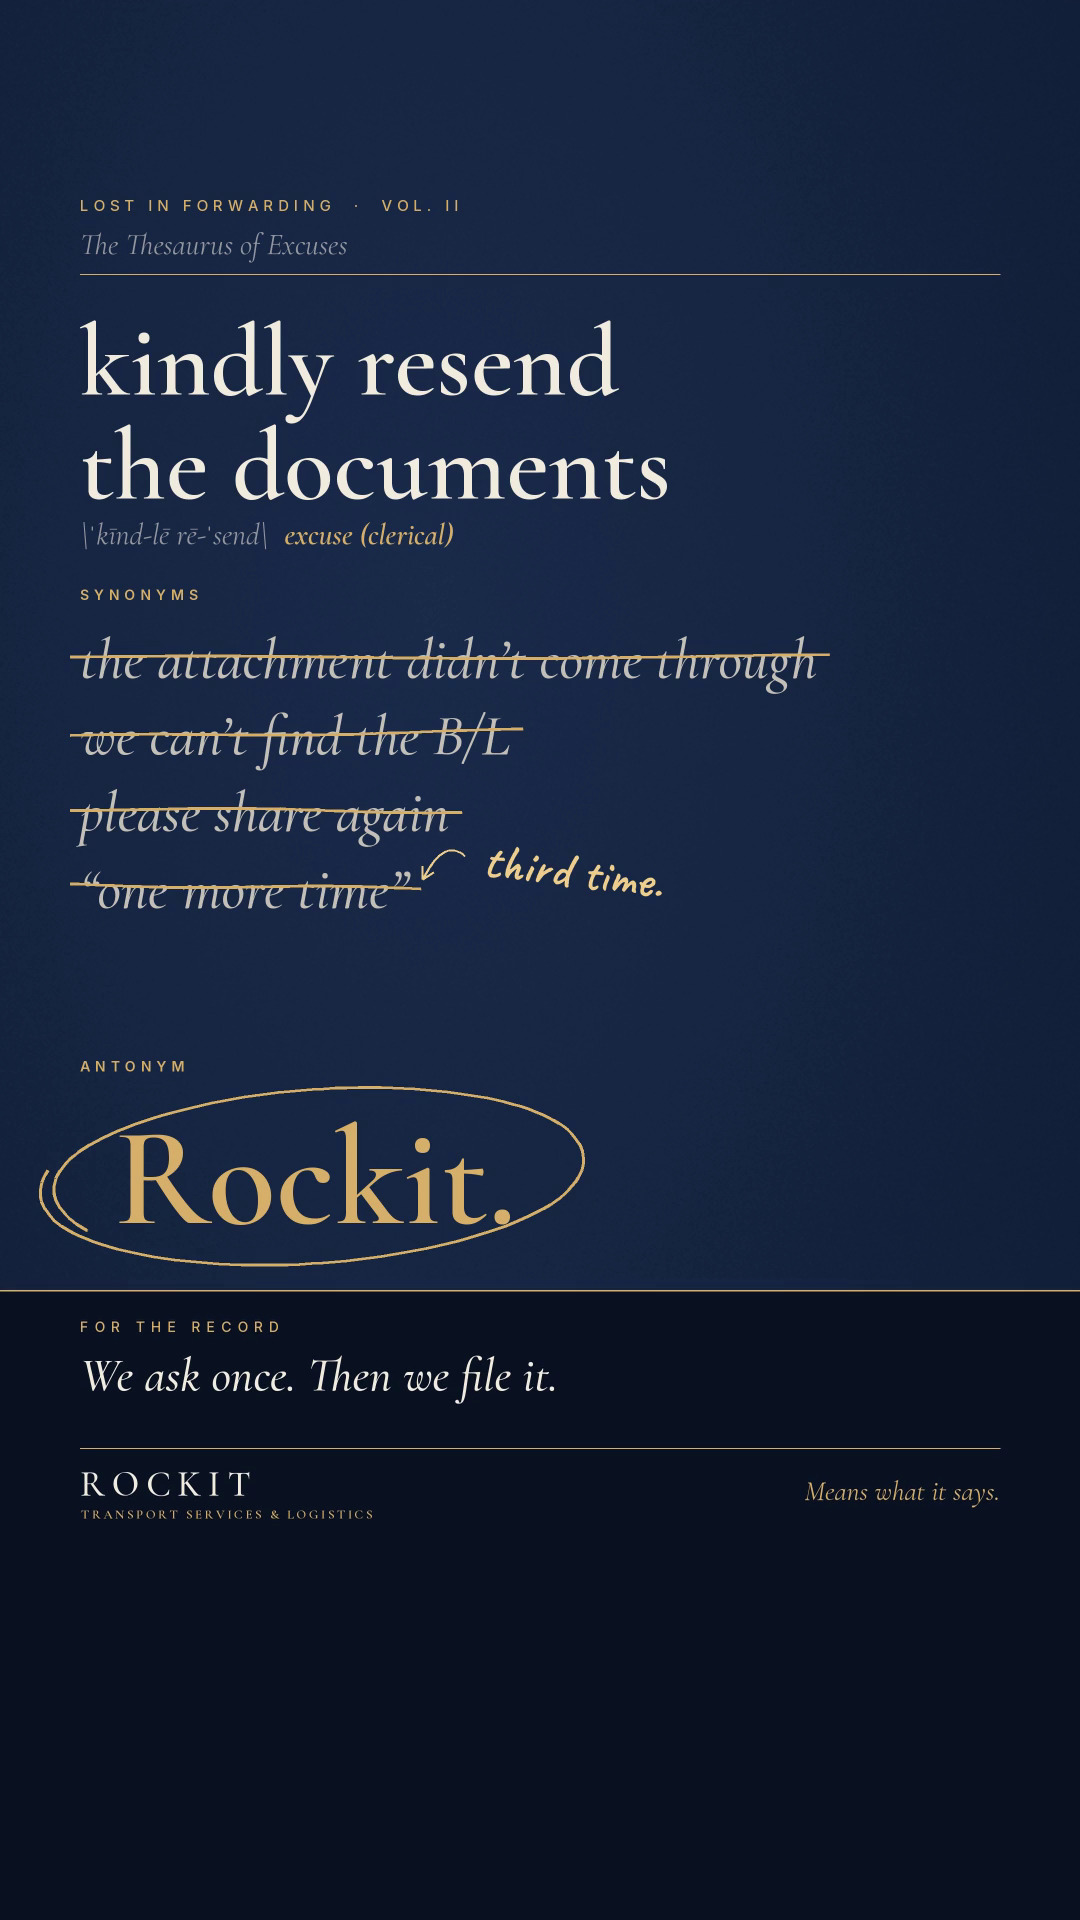 LOST IN FORWARDING · VOL. II
The Thesaurus of Excuses
kindly resend
the documents
\ˈkīnd-lē rē-ˈsend\ excuse (clerical)
SYNONYMS
the attachment didn’t come through
we can’t find the B/L
please share again
“one more time”
third time.
ANTONYM
Rockit.
FOR THE RECORD
We ask once. Then we file it.
ROCKIT
TRANSPORT SERVICES & LOGISTICS
Means what it says.